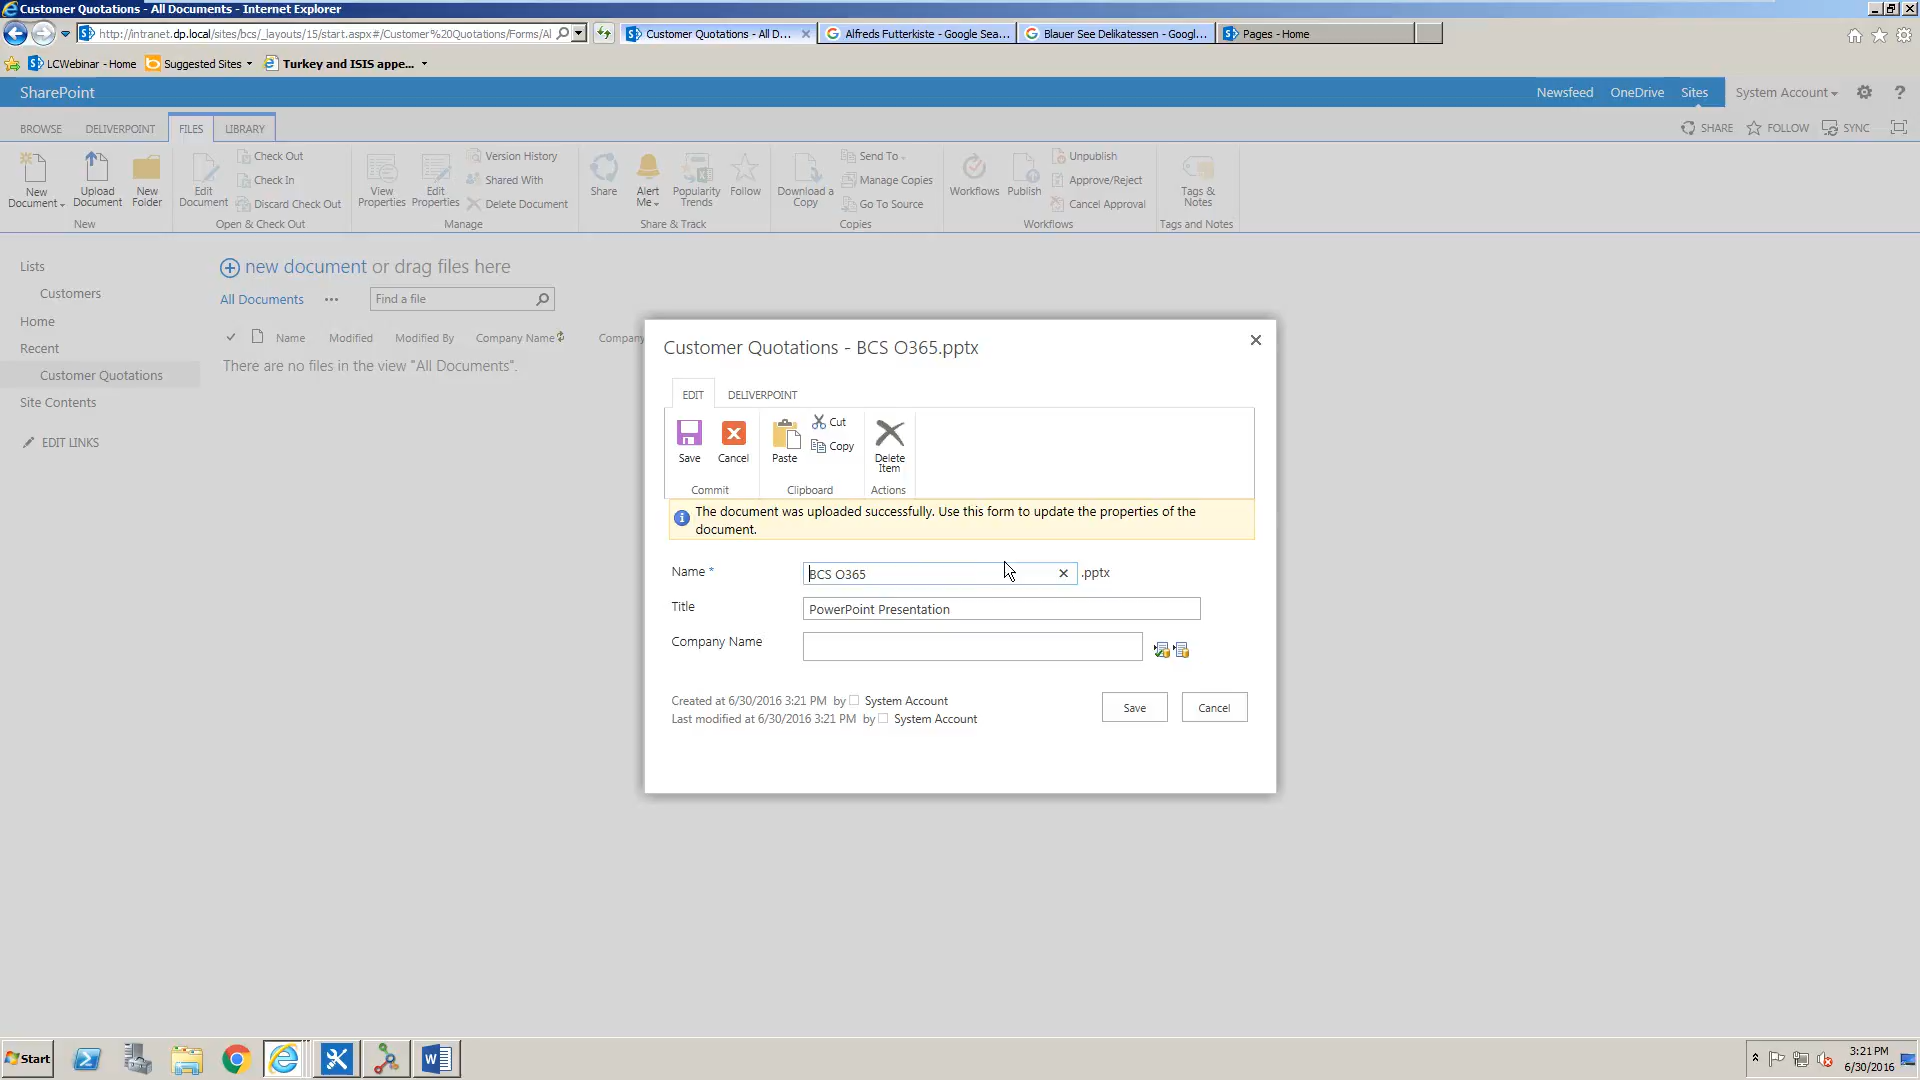 Customer Quotations - All Documents - Internet Explorer
http://intranet.dp.local/sites/bcs/_layouts/15/start.aspx#/Customer%20Quotations/Forms/Al
Customer Quotations - All D...
Alfreds Futterkiste - Google Sea...
Blauer See Delikatessen - Googl...
Pages - Home
LCWebinar - Home
Suggested Sites
Turkey and ISIS appe...
SharePoint
Newsfeed
OneDrive
Sites
System Account
?
BROWSE
DELIVERPOINT
FILES
LIBRARY
SHARE
FOLLOW
SYNC
New
Document
Upload
Document
New
Folder
New
Edit
Document
Check Out
Check In
Discard Check Out
Open & Check Out
View
Properties
Edit
Properties
Version History
Shared With
Delete Document
Manage
Share
Alert
Me
Popularity
Trends
Follow
Share & Track
Download a
Copy
Send To
Manage Copies
Go To Source
Copies
Workflows
Publish
Unpublish
Approve/Reject
Cancel Approval
Workflows
Tags &
Notes
Tags and Notes
Lists
Customers
Home
Recent
Customer Quotations
Site Contents
EDIT LINKS
new document or drag files here
All Documents
...
Find a file
Name
Modified
Modified By
Company Name
Company
There are no files in the view "All Documents".
Customer Quotations - BCS O365.pptx
EDIT
DELIVERPOINT
Save
Cancel
Commit
Paste
Cut
Copy
Clipboard
Delete
Item
Actions
The document was uploaded successfully. Use this form to update the properties of the
document.
Name *
BCS O365
.pptx
Title
PowerPoint Presentation
Company Name
Created at 6/30/2016 3:21 PM by System Account
Last modified at 6/30/2016 3:21 PM by System Account
Save
Cancel
Start
3:21 PM
6/30/2016